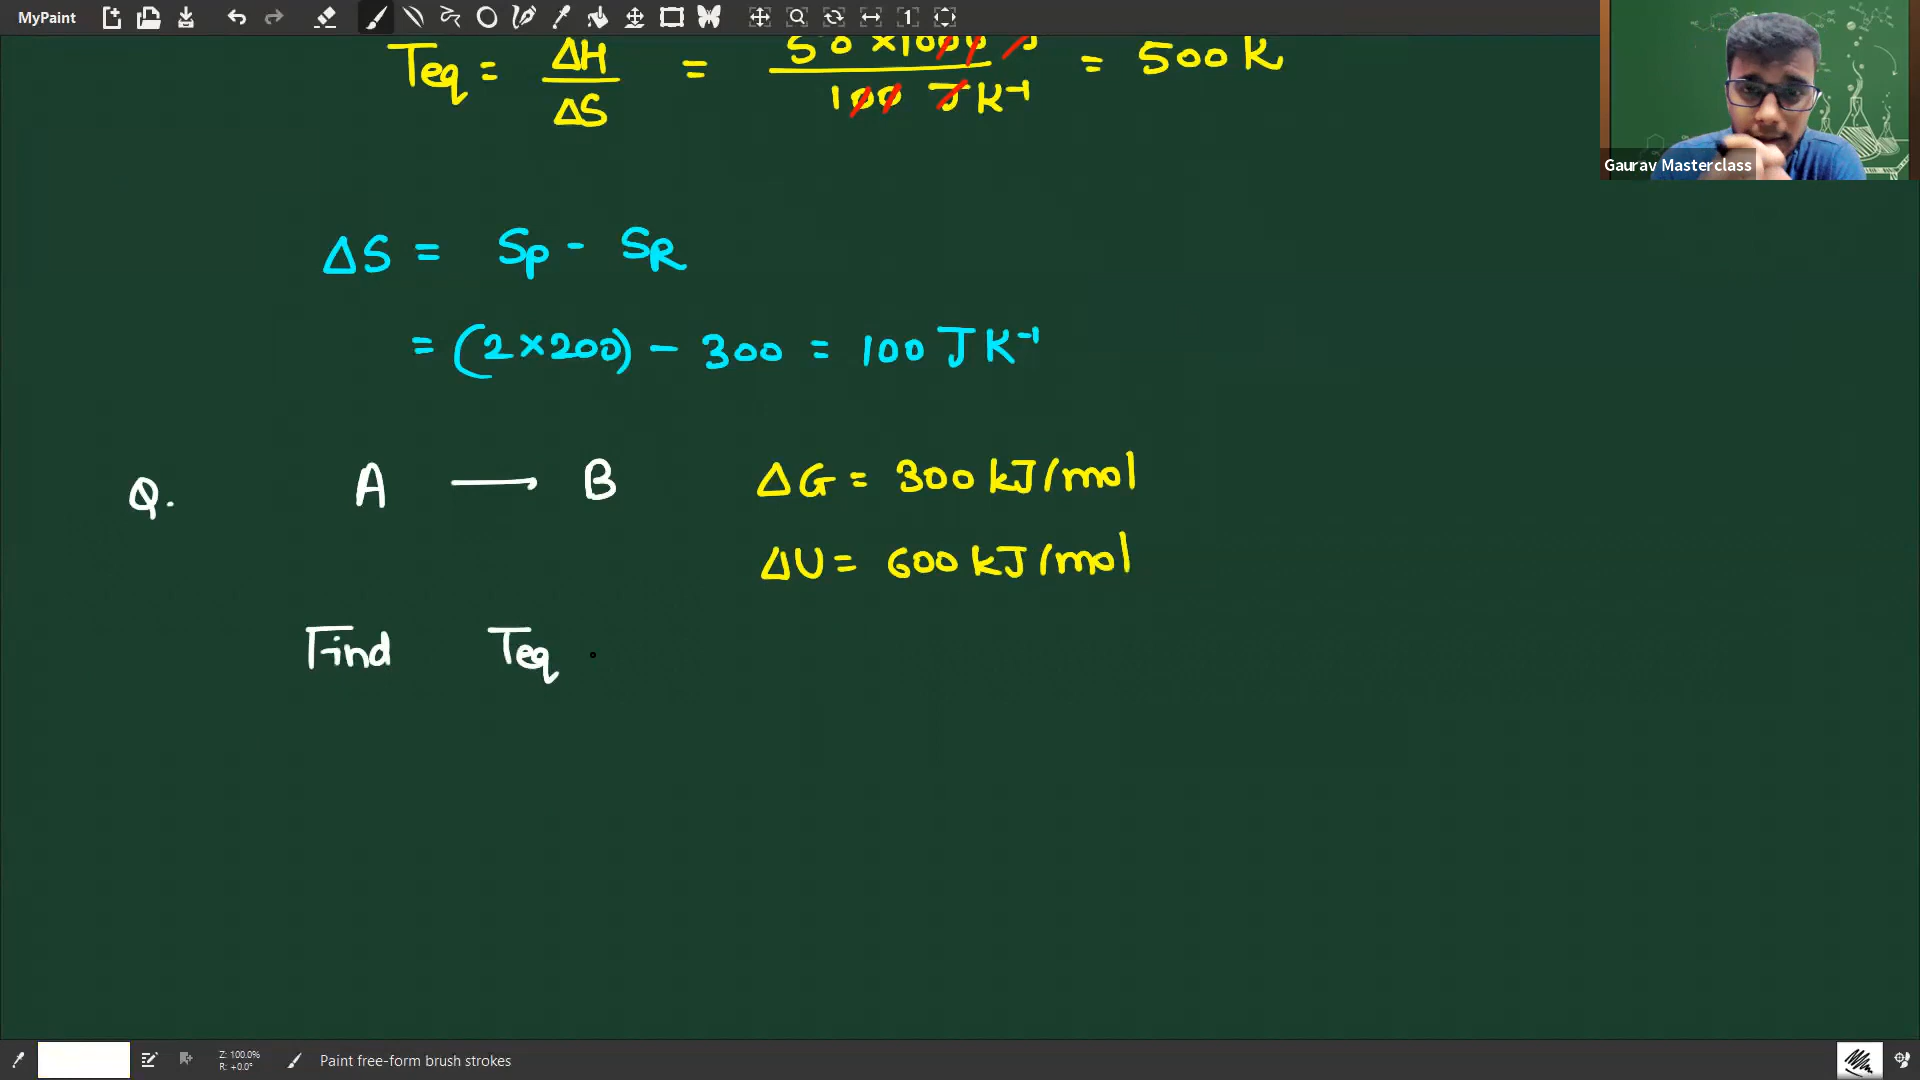 MyPaint
Teq = ΔH/ΔS = 50 × 1000 J / 100 J K⁻¹ = 500 K
Gaurav Masterclass
ΔS = Sp - SR
= (2×200) - 300 = 100 J K⁻¹
Q. A → B ΔG = 300 kJ/mol
ΔU = 600 kJ/mol
Find Teq
Z: 100.0%
R: +0.0°
Paint free-form brush strokes